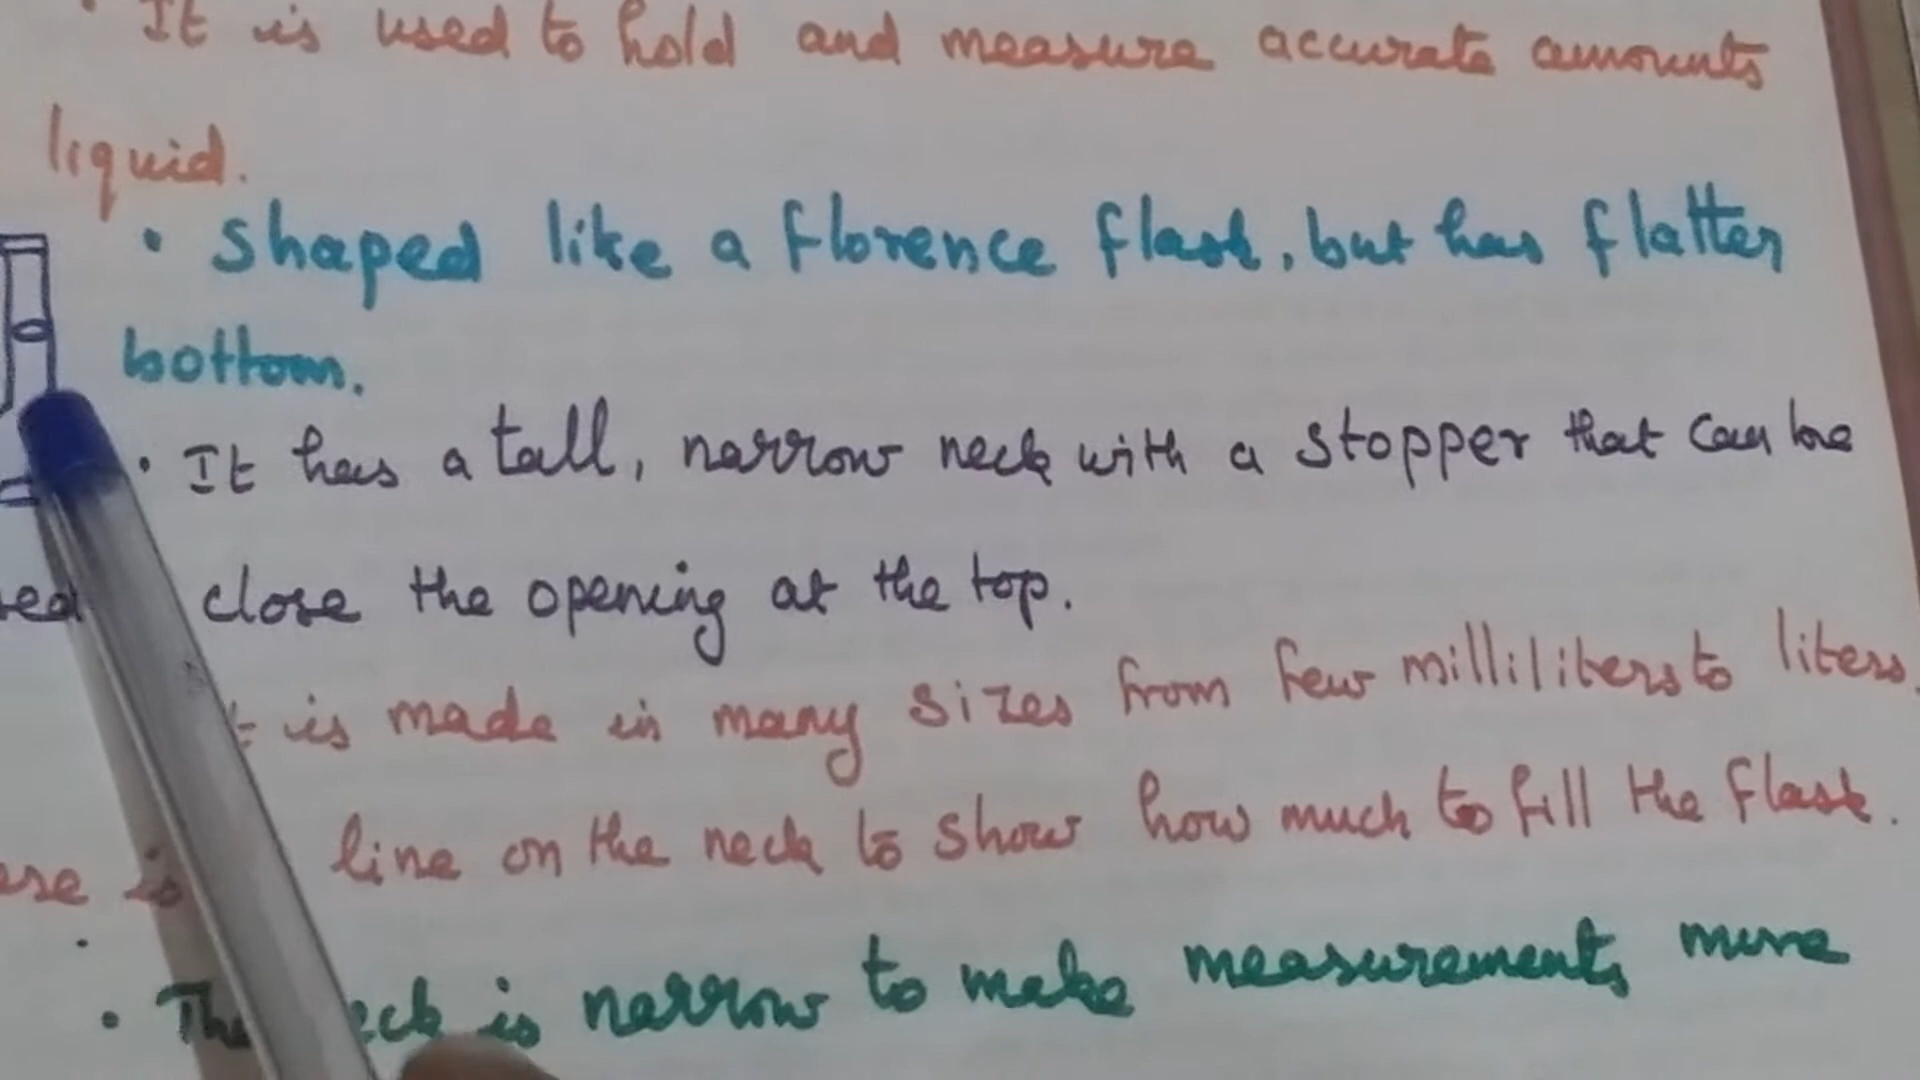 • It is used to hold and measure accurate amounts
liquid.
• Shaped like a florence flask, but has flatter
bottom.
• It has a tall, narrow neck with a stopper that can be
close the opening at the top.
is made in many sizes from few milliliters to liters.
is line on the neck to show how much to fill the flask.
• The neck is narrow to make measurements more